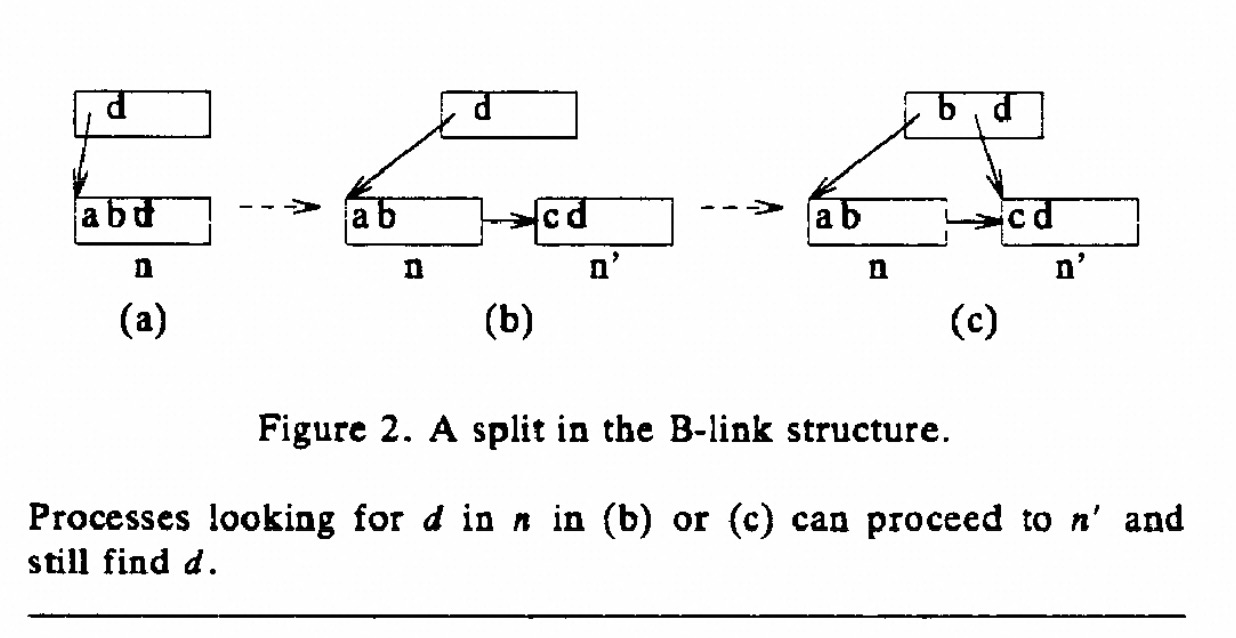 d
d
b d
a b d
a b
c d
a b
c d
n
n
n'
n
n'
(a)
(b)
(c)
Figure 2. A split in the B-link structure.
Processes looking for d in n in (b) or (c) can proceed to n' and
still find d.